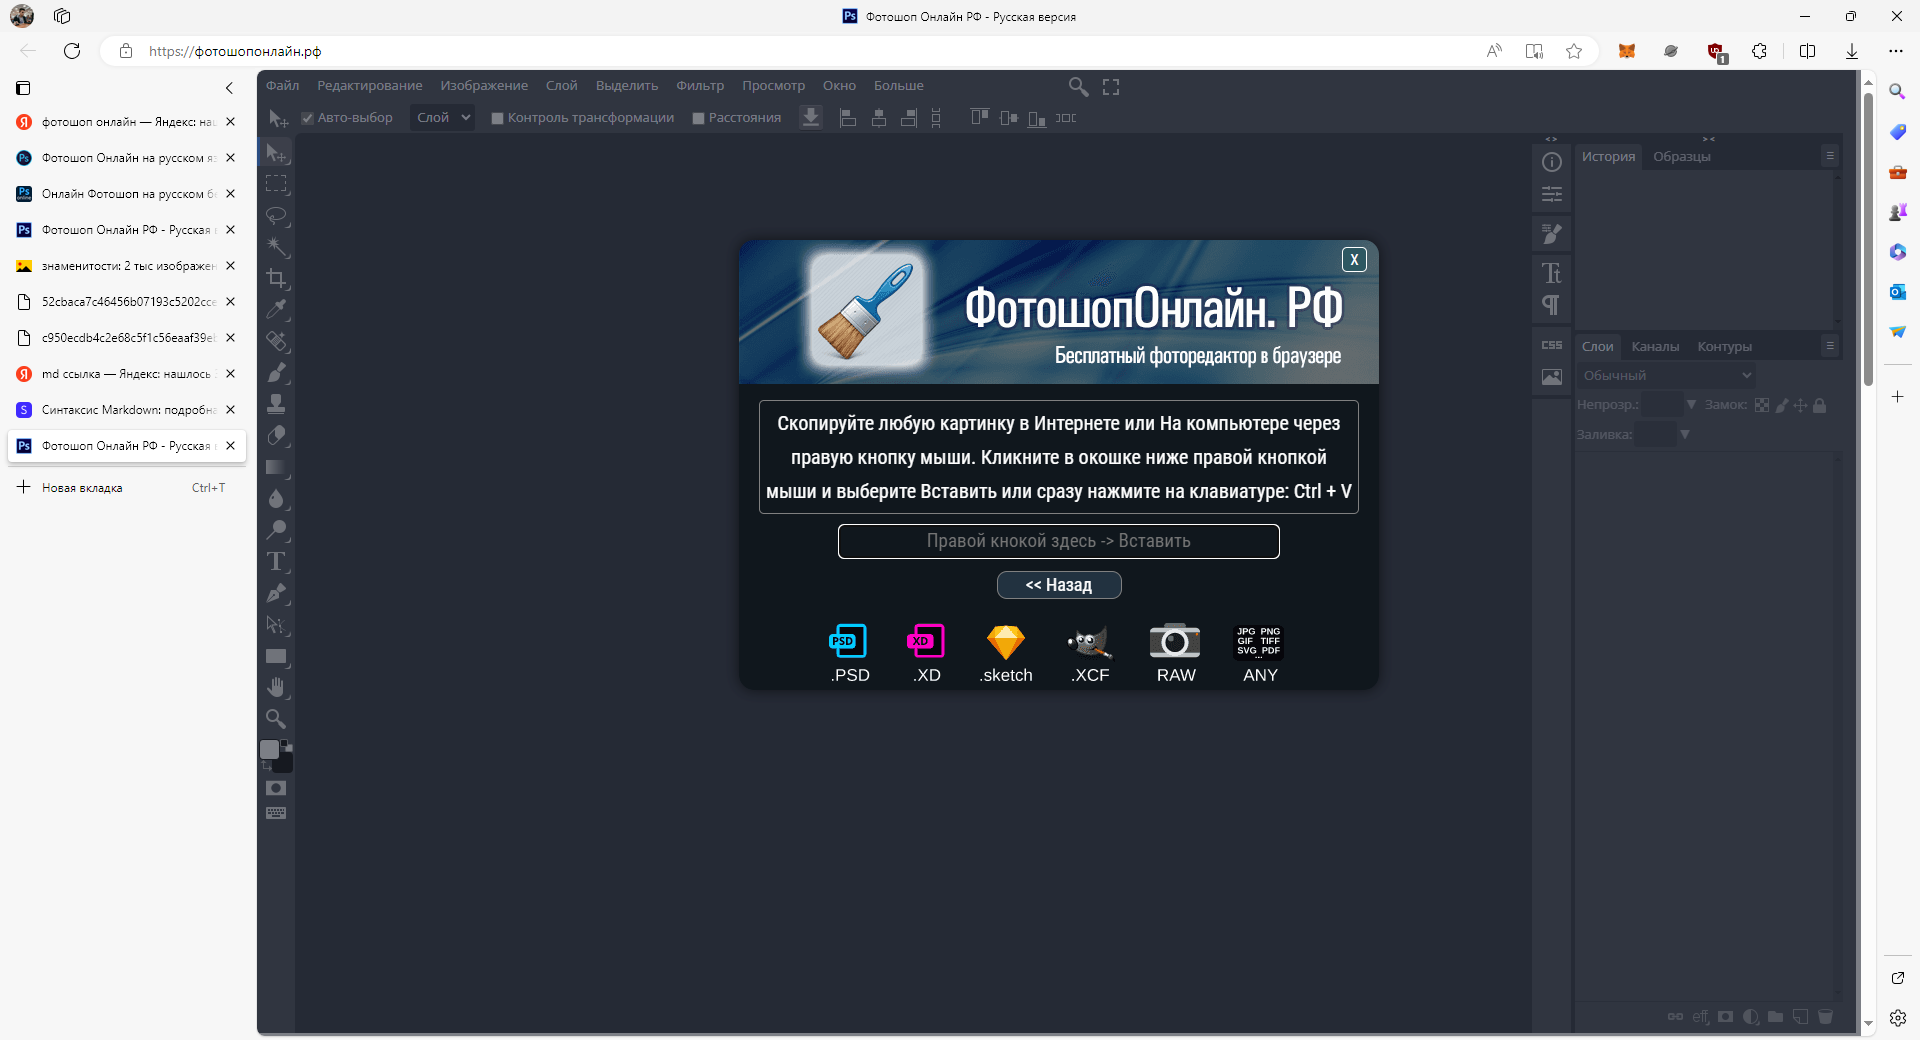 Фотошоп Онлайн РФ - Русская версия
https://фотошопонлайн.рф
1
фотошоп онлайн — Яндекс: на
Фотошоп Онлайн на русском я
Онлайн Фотошоп на русском б
Фотошоп Онлайн РФ - Русская
знаменитости: 2 тыс изображен
52cbaca7c46456b07193c5202cce
c950ecdb4c2e68c5f1c56eaaf39e
md ссылка — Яндекс: нашлось
Синтаксис Markdown: подробна
Фотошоп Онлайн РФ - Русская
Новая вкладка Ctrl+T
Файл Редактирование Изображение Слой Выделить Фильтр Просмотр Окно Больше
Авто-выбор Слой Контроль трансформации Расстояния
ФотошопОнлайн. РФ
Бесплатный фоторедактор в браузере
X
Скопируйте любую картинку в Интернете или На компьютере через
правую кнопку мыши. Кликните в окошке ниже правой кнопкой
мыши и выберите Вставить или сразу нажмите на клавиатуре: Ctrl + V
Правой кнокой здесь -> Вставить
<< Назад
PSD XD JPG PNG
GIF TIFF
SVG PDF
...
.PSD .XD .sketch .XCF RAW ANY
< > > <
История Образцы
CSS
Слои Каналы Контуры
Обычный
Непрозр.: Замок:
Заливка:
eff